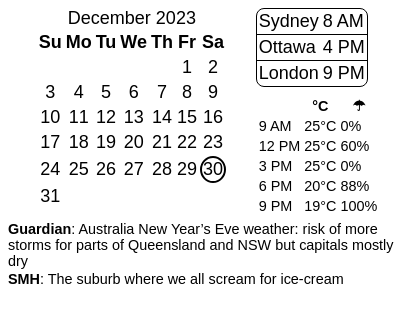 December 2023
Su Mo Tu We Th Fr Sa
1 2
3 4 5 6 7 8 9
10 11 12 13 14 15 16
17 18 19 20 21 22 23
24 25 26 27 28 29 30
31
Sydney 8 AM
Ottawa 4 PM
London 9 PM
°C ☂
9 AM 25°C 0%
12 PM 25°C 60%
3 PM 25°C 0%
6 PM 20°C 88%
9 PM 19°C 100%
Guardian: Australia New Year’s Eve weather: risk of more
storms for parts of Queensland and NSW but capitals mostly
dry
SMH: The suburb where we all scream for ice-cream